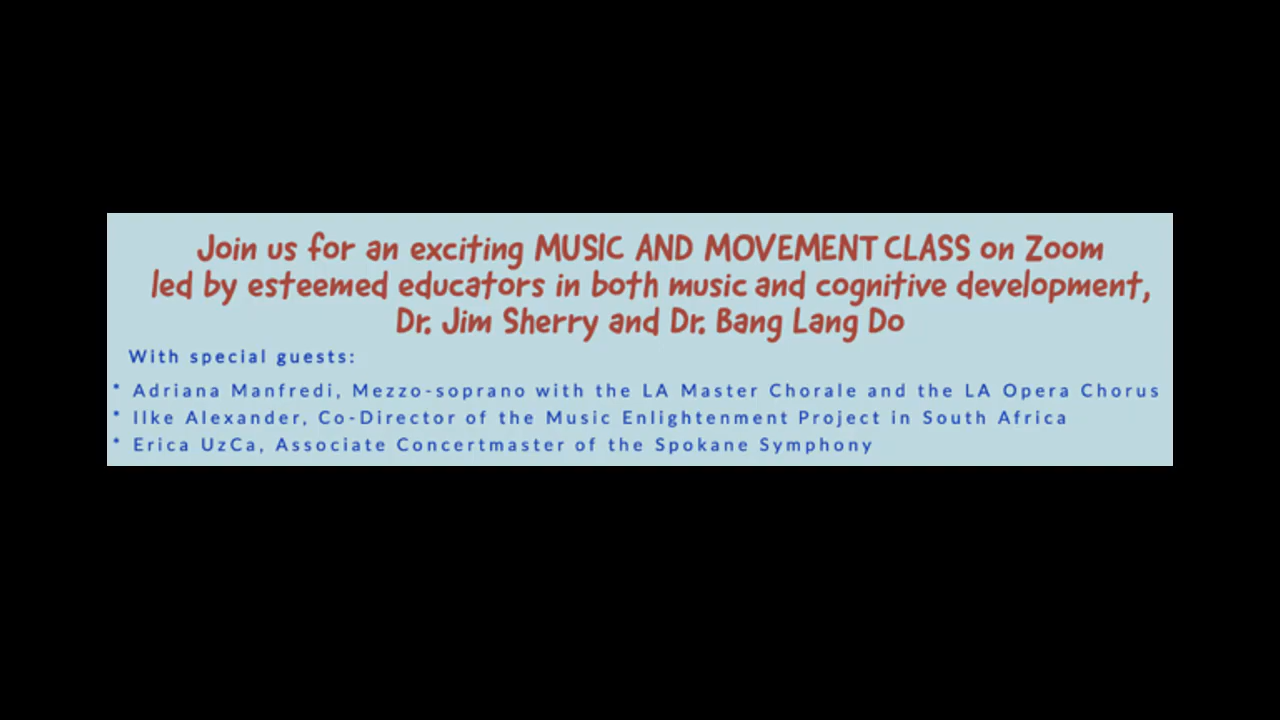 Join us for an exciting MUSIC AND MOVEMENT CLASS on Zoom
led by esteemed educators in both music and cognitive development,
Dr. Jim Sherry and Dr. Bang Lang Do
With special guests:
* Adriana Manfredi, Mezzo-soprano with the LA Master Chorale and the LA Opera Chorus
* Ilke Alexander, Co-Director of the Music Enlightenment Project in South Africa
* Erica UzCa, Associate Concertmaster of the Spokane Symphony